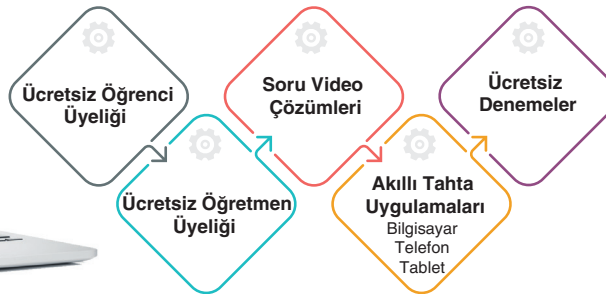 Ücretsiz Öğrenci
Üyeliği
Ücretsiz Öğretmen
Üyeliği
Soru Video
Çözümleri
Akıllı Tahta
Uygulamaları
Bilgisayar
Telefon
Tablet
Ücretsiz
Denemeler